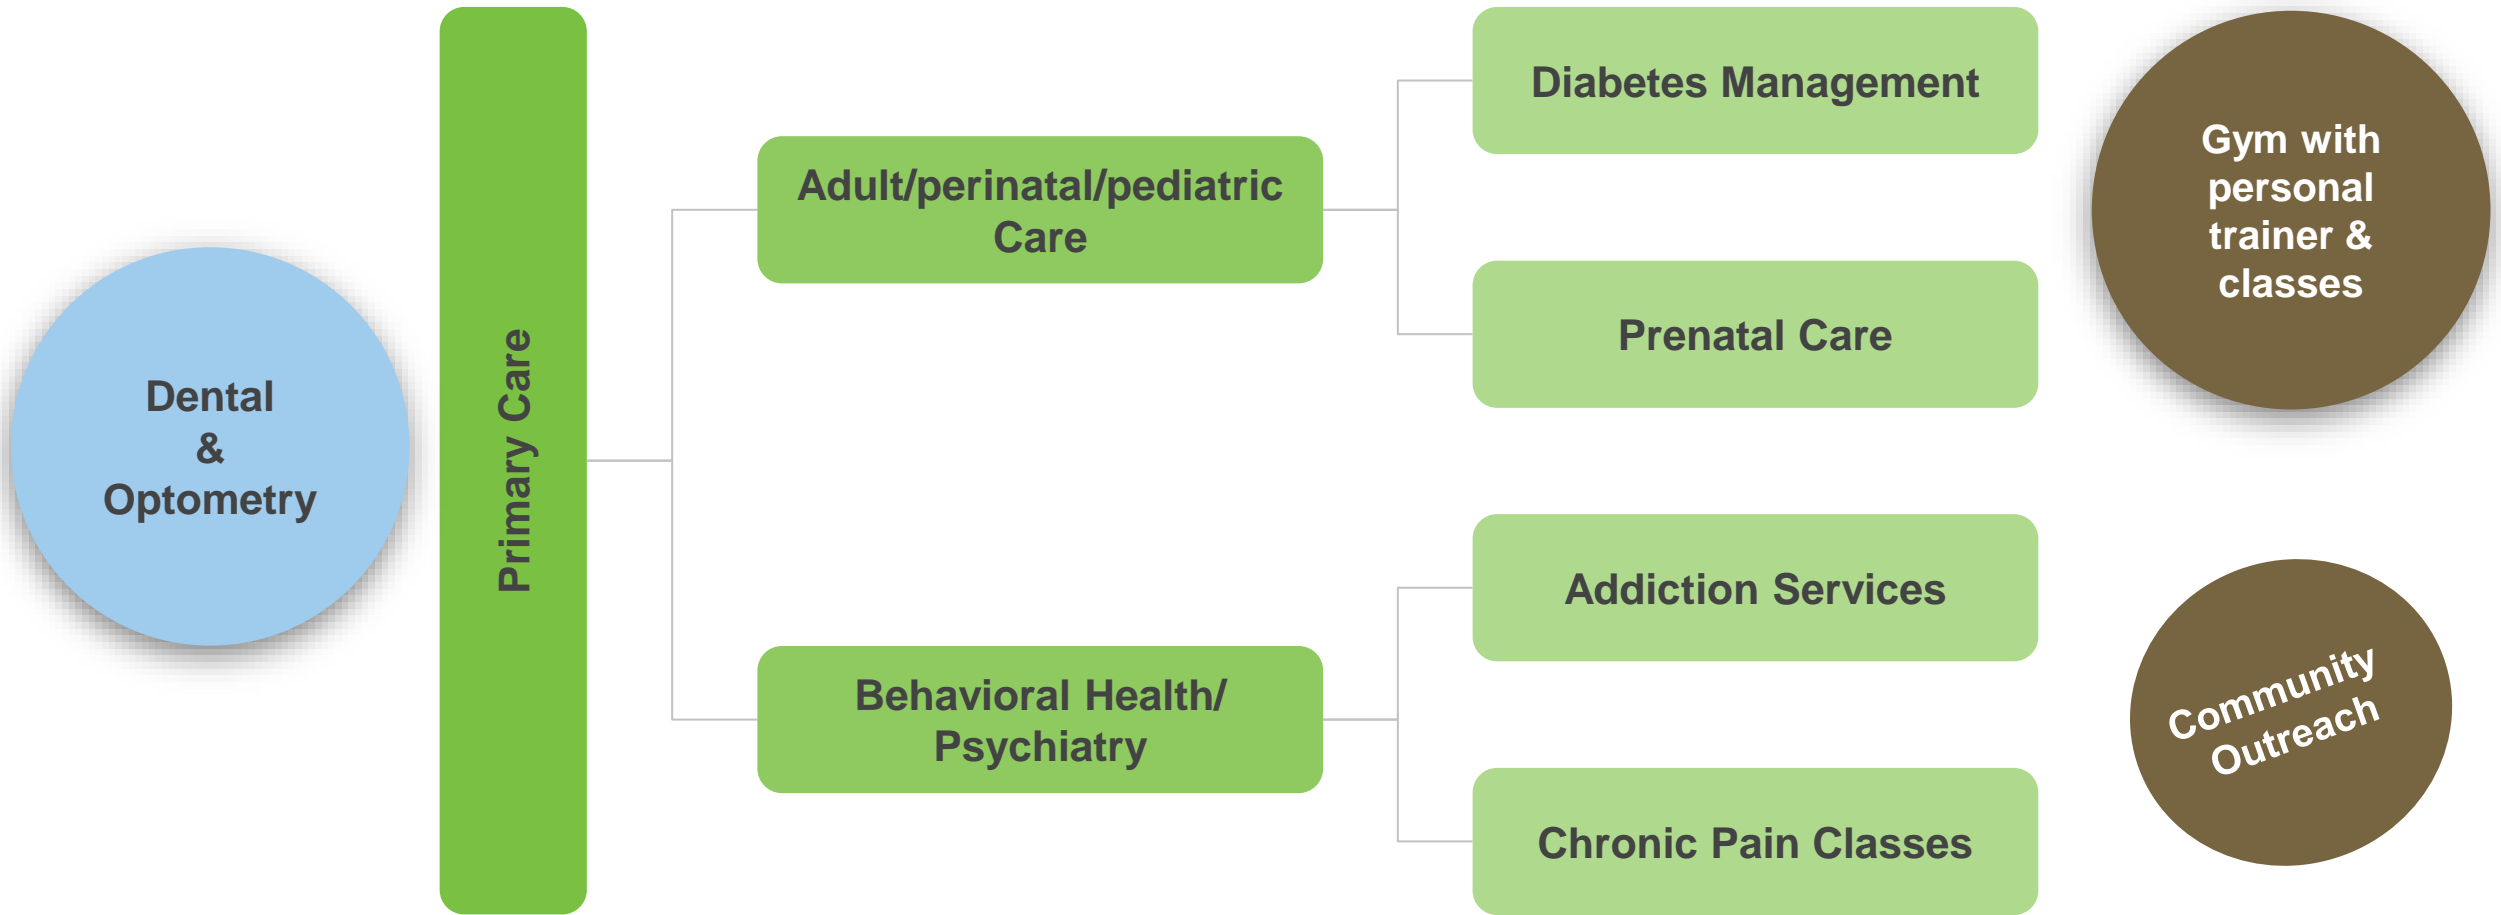 Dental
&
Optometry
Primary Care
Adult/perinatal/pediatric
Care
Behavioral Health/
Psychiatry
Diabetes Management
Prenatal Care
Addiction Services
Chronic Pain Classes
Gym with
personal
trainer &
classes
Community
Outreach